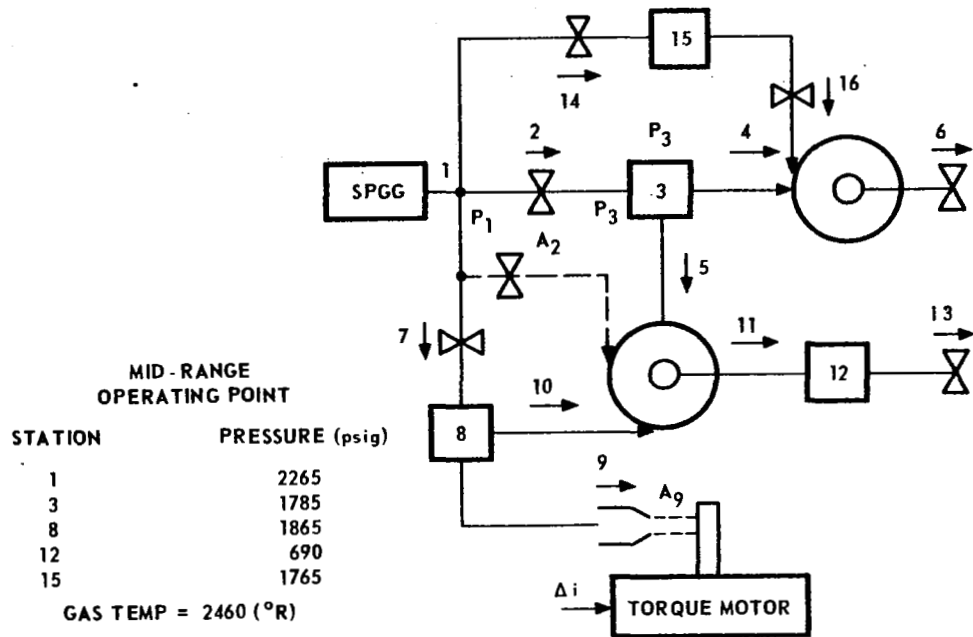 15
14
16
2
P3
4
6
SPGG
1
3
P1
P3
A2
5
7
11
13
12
10
8
9
A9
Δi
TORQUE MOTOR
MID-RANGE
OPERATING POINT
STATION PRESSURE (psig)
1 2265
3 1785
8 1865
12 690
15 1765
GAS TEMP = 2460 (°R)